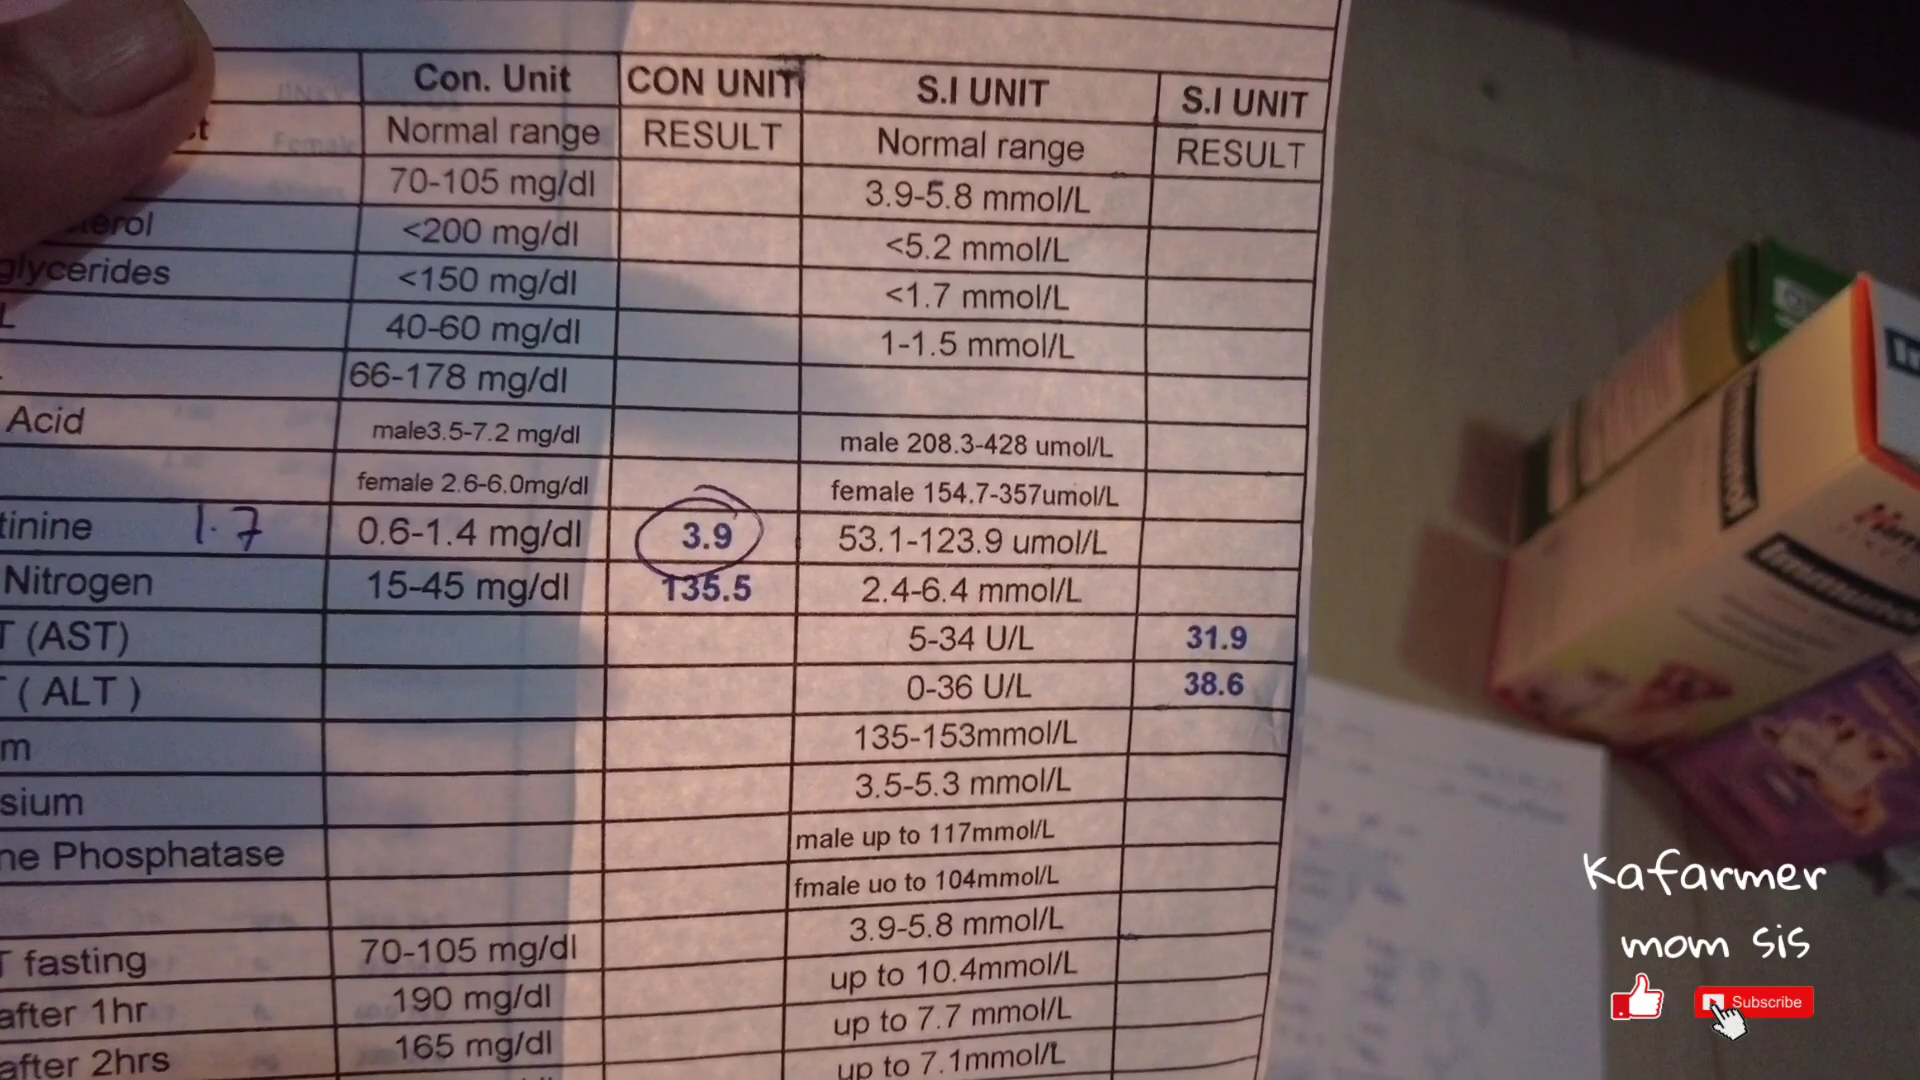 Con. Unit CON UNIT S.I UNIT S.I UNIT
Normal range RESULT Normal range RESULT
70-105 mg/dl 3.9-5.8 mmol/L
<200 mg/dl <5.2 mmol/L
glycerides <150 mg/dl <1.7 mmol/L
40-60 mg/dl 1-1.5 mmol/L
66-178 mg/dl
Acid male3.5-7.2 mg/dl male 208.3-428 umol/L
female 2.6-6.0mg/dl female 154.7-357umol/L
tinine 1.7 0.6-1.4 mg/dl 3.9 53.1-123.9 umol/L
Nitrogen 15-45 mg/dl 135.5 2.4-6.4 mmol/L
T (AST) 5-34 U/L 31.9
T ( ALT ) 0-36 U/L 38.6
m 135-153mmol/L
sium 3.5-5.3 mmol/L
ne Phosphatase male up to 117mmol/L
fmale uo to 104mmol/L
3.9-5.8 mmol/L
T fasting 70-105 mg/dl up to 10.4mmol/L
after 1hr 190 mg/dl up to 7.7 mmol/L
after 2hrs 165 mg/dl up to 7.1mmol/L
Kafarmer
mom sis
Subscribe